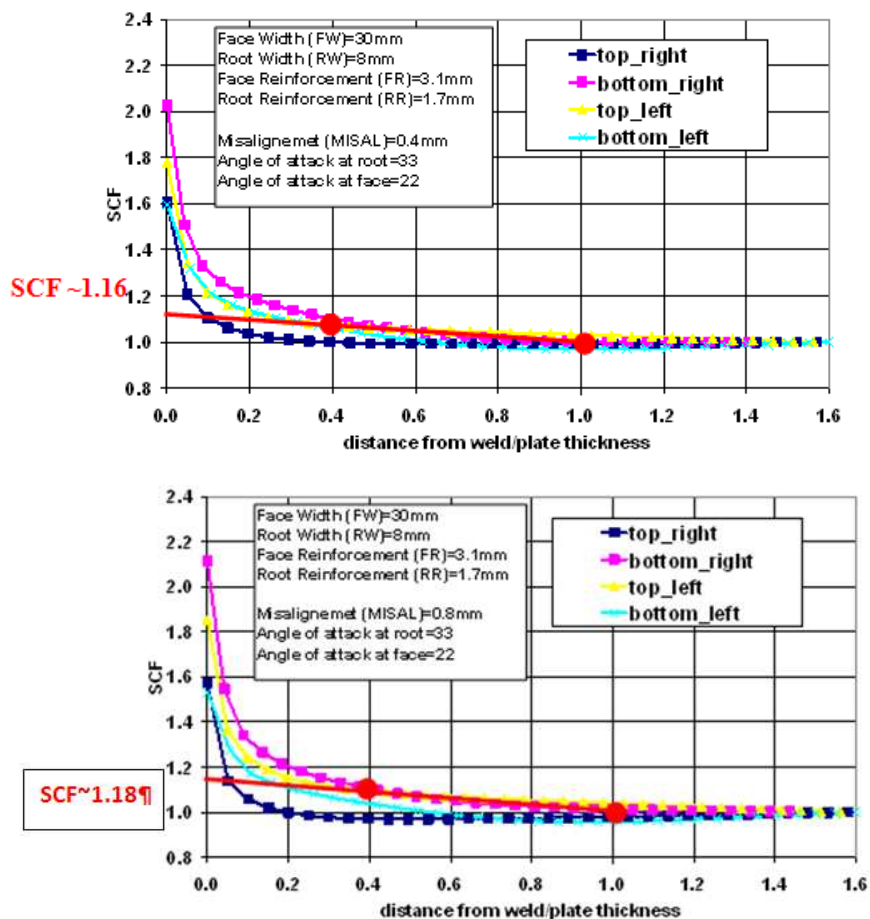 2.4
2.2
2.0
1.8
1.6
1.4
1.2
1.0
0.8
SCF
SCF ~1.16
Face Width (FW)=30mm
Root Width (RW)=8mm
Face Reinforcement (FR)=3.1mm
Root Reinforcement (RR)=1.7mm
Misalignemet (MISAL)=0.4mm
Angle of attack at root=33
Angle of attack at face=22
top_right
bottom_right
top_left
bottom_left
0.0 0.2 0.4 0.6 0.8 1.0 1.2 1.4 1.6
distance from weld/plate thickness
2.4
2.2
2.0
1.8
1.6
1.4
1.2
1.0
0.8
SCF
SCF~1.18¶
Face Width (FW)=30mm
Root Width (RW)=8mm
Face Reinforcement (FR)=3.1mm
Root Reinforcement (RR)=1.7mm
Misalignemet (MISAL)=0.8mm
Angle of attack at root=33
Angle of attack at face=22
top_right
bottom_right
top_left
bottom_left
0.0 0.2 0.4 0.6 0.8 1.0 1.2 1.4 1.6
distance from weld/plate thickness